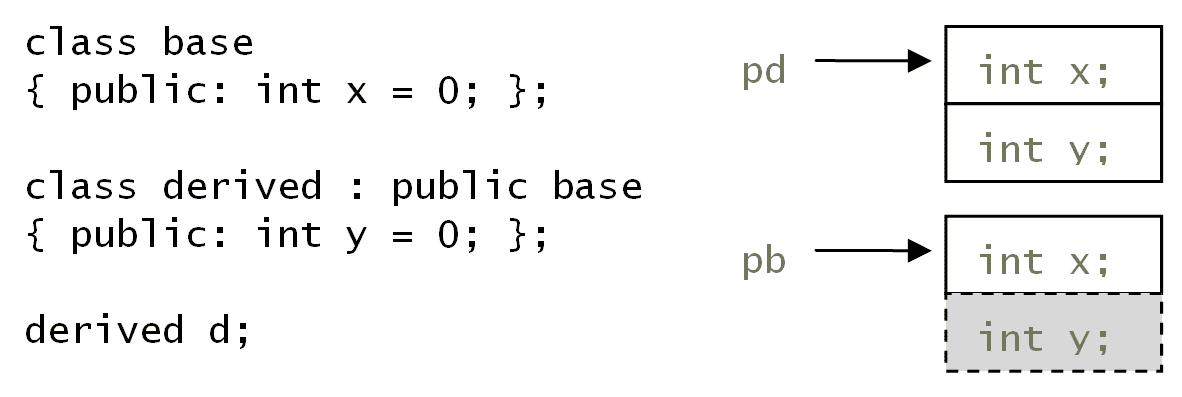 class base
{ public: int x = 0; };
class derived : public base
{ public: int y = 0; };
derived d;
pd
int x;
int y;
pb
int x;
int y;